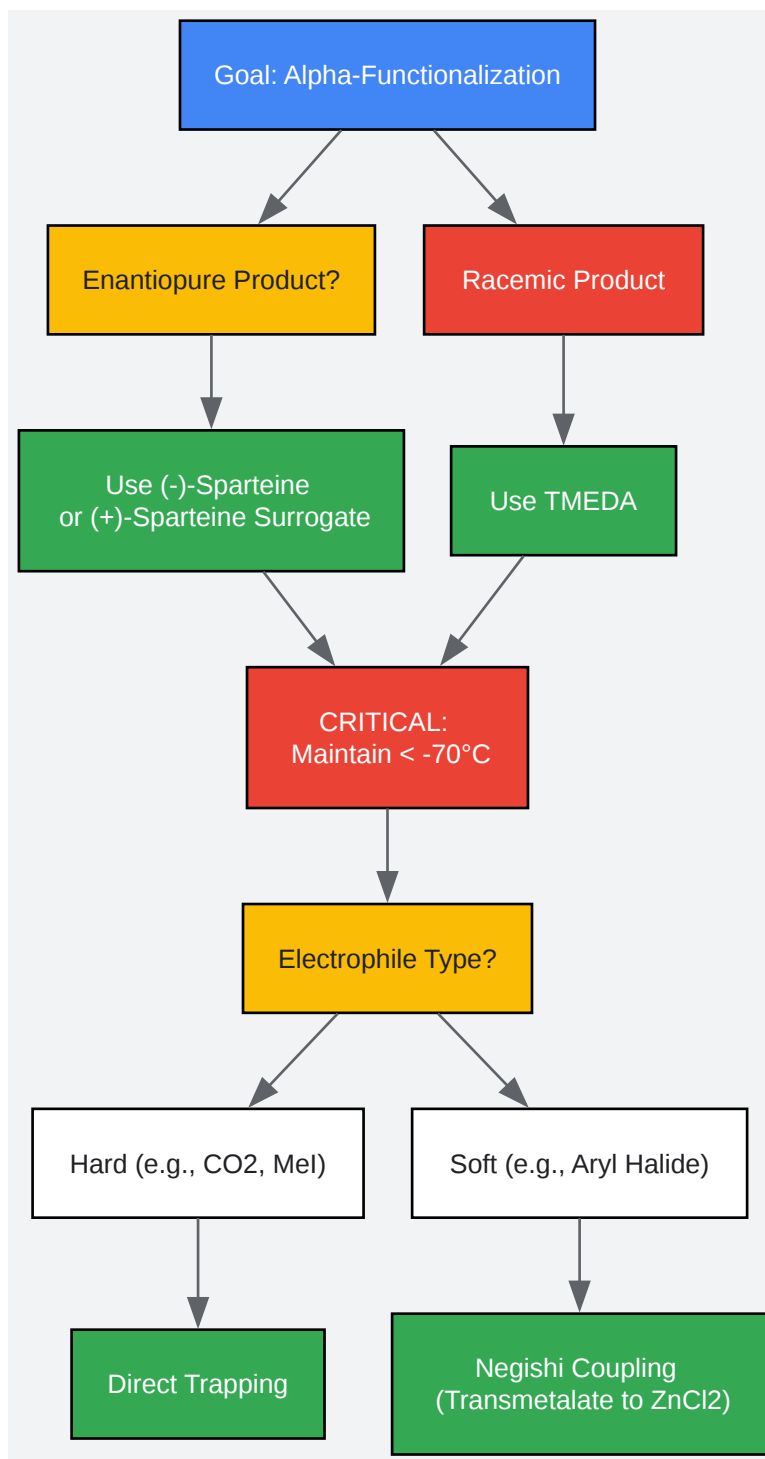 Goal: Alpha-Functionalization
Enantiopure Product?
Racemic Product
Use (-)-Sparteine
or (+)-Sparteine Surrogate
Use TMEDA
CRITICAL:
Maintain < -70°C
Electrophile Type?
Hard (e.g., CO2, MeI)
Soft (e.g., Aryl Halide)
Direct Trapping
Negishi Coupling
(Transmetalate to ZnCl2)